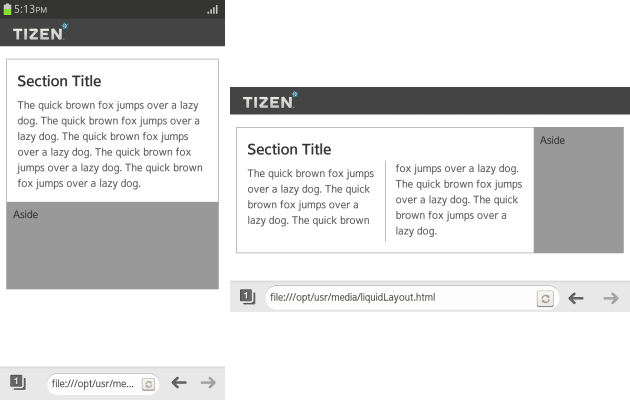 5:13PM
TIZEN
Section Title
The quick brown fox jumps over a lazy
dog. The quick brown fox jumps over a
lazy dog. The quick brown fox jumps
over a lazy dog. The quick brown fox
jumps over a lazy dog. The quick brown
fox jumps over a lazy dog.
Aside
1
file:///opt/usr/me...
TIZEN
Section Title
The quick brown fox jumps
over a lazy dog. The quick
brown fox jumps over a
lazy dog. The quick brown
fox jumps over a lazy dog.
The quick brown fox jumps
over a lazy dog. The quick
brown fox jumps over a
lazy dog.
Aside
1
file:///opt/usr/media/liquidLayout.html